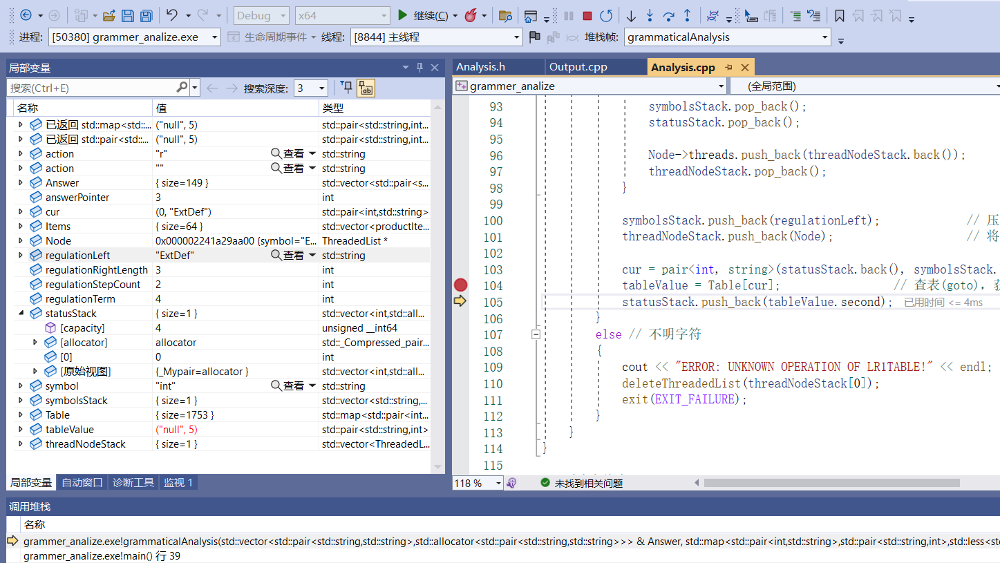 Debug x64 继续(C)
进程: [50380] grammer_analize.exe 生命周期事件 线程: [8844] 主线程 堆栈帧: grammaticalAnalysis
局部变量
搜索(Ctrl+E) 搜索深度: 3
名称 值 类型
已返回 std::map<std::... ("null", 5) std::pair<std::string,int...
已返回 std::pair<std::... ("null", 5) std::pair<std::string,int...
action "r" 查看 std::string
action "" 查看 std::string
Answer { size=149 } std::vector<std::pair<s...
answerPointer 3 int
cur (0, "ExtDef") std::pair<int,std::string>
Items { size=64 } std::vector<productIte...
Node 0x000002241a29aa00 {symbol="E... ThreadedList *
regulationLeft "ExtDef" 查看 std::string
regulationRightLength 3 int
regulationStepCount 2 int
regulationTerm 4 int
statusStack { size=1 } std::vector<int,std::all...
[capacity] 4 unsigned __int64
[allocator] allocator std::_Compressed_pair...
[0] 0 int
[原始视图] {_Mypair=allocator } std::vector<int,std::all...
symbol "int" 查看 std::string
symbolsStack { size=1 } std::vector<std::string,...
Table { size=1753 } std::map<std::pair<int...
tableValue ("null", 5) std::pair<std::string,int>
threadNodeStack { size=1 } std::vector<ThreadedL...
局部变量 自动窗口 诊断工具 监视 1
Analysis.h Output.cpp Analysis.cpp
grammer_analize (全局范围)
93 symbolsStack.pop_back();
94 statusStack.pop_back();
95
96 Node->threads.push_back(threadNodeStack.back());
97 threadNodeStack.pop_back();
98 }
99
100 symbolsStack.push_back(regulationLeft); // 压
101 threadNodeStack.push_back(Node); // 将
102
103 cur = pair<int, string>(statusStack.back(), symbolsStack.
104 tableValue = Table[cur]; // 查表(goto), 获
105 statusStack.push_back(tableValue.second); 已用时间 <= 4ms
106 }
107 else // 不明字符
108 {
109 cout << "ERROR: UNKNOWN OPERATION OF LR1TABLE!" << endl;
110 deleteThreadedList(threadNodeStack[0]);
111 exit(EXIT_FAILURE);
112 }
113 }
114 }
115
118 % 未找到相关问题
调用堆栈
名称
grammer_analize.exe!grammaticalAnalysis(std::vector<std::pair<std::string,std::string>,std::allocator<std::pair<std::string,std::string>>> & Answer, std::map<std::pair<int,std::string>,std::pair<std::string,int>,std::less<std
grammer_analize.exe!main() 行 39